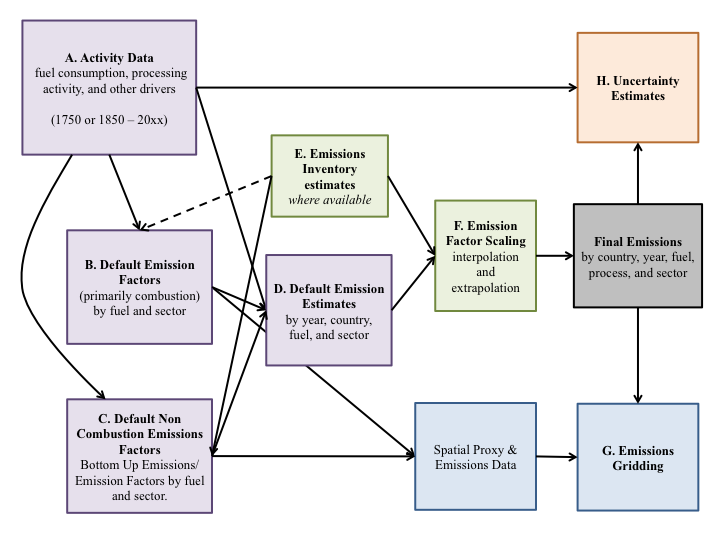 A. Activity Data
fuel consumption, processing
activity, and other drivers
(1750 or 1850 – 20xx)
H. Uncertainty
Estimates
E. Emissions
Inventory
estimates
where available
F. Emission
Factor Scaling
interpolation
and
extrapolation
Final Emissions
by country, year, fuel,
process, and sector
B. Default Emission
Factors
(primarily combustion)
by fuel and sector
D. Default Emission
Estimates
by year, country,
fuel, and sector
C. Default Non
Combustion Emissions
Factors
Bottom Up Emissions/
Emission Factors by fuel
and sector.
Spatial Proxy &
Emissions Data
G. Emissions
Gridding